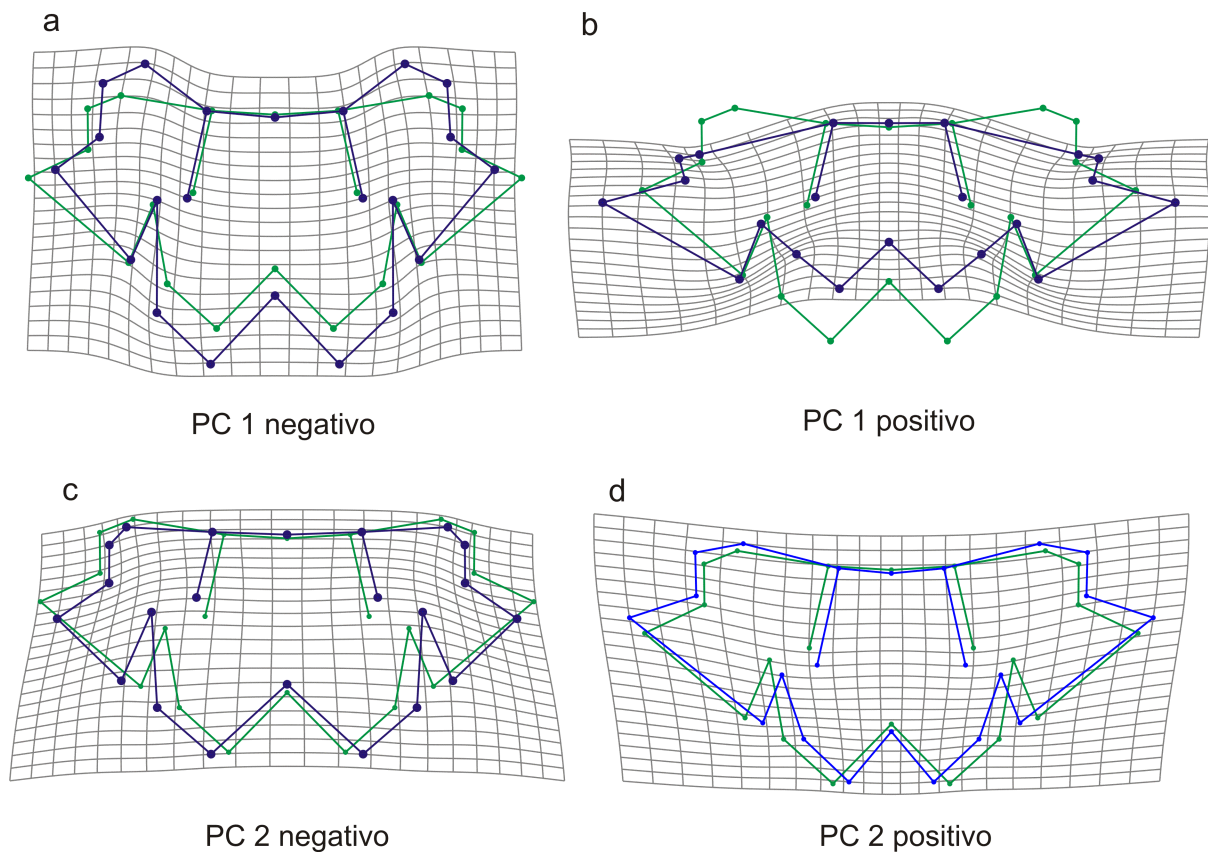 a
b
PC 1 negativo
PC 1 positivo
c
d
PC 2 negativo
PC 2 positivo